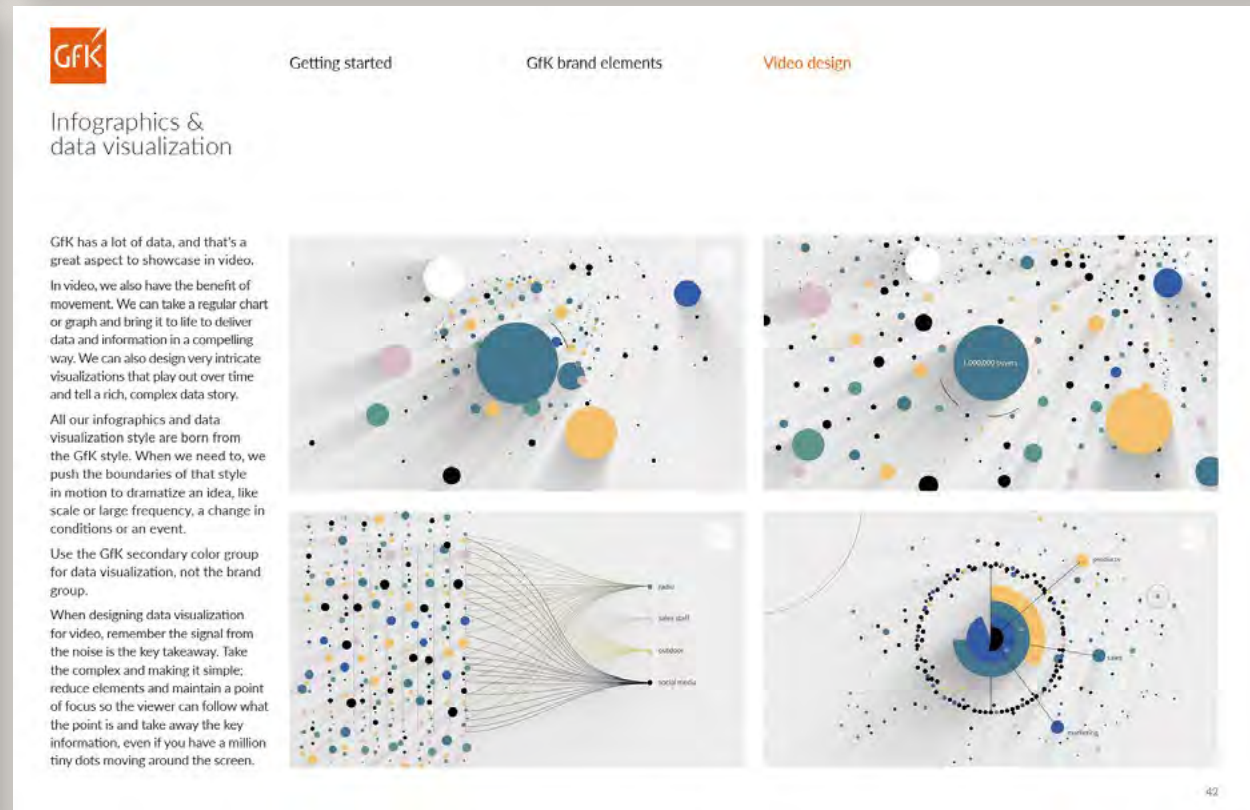 GfK
Getting started
GfK brand elements
Video design
Infographics &
data visualization
GfK has a lot of data, and that's a
great aspect to showcase in video.
In video, we also have the benefit of
movement. We can take a regular chart
or graph and bring it to life to deliver
data and information in a compelling
way. We can also design very intricate
visualizations that play out over time
and tell a rich, complex data story.
All our infographics and data
visualization style are born from
the GfK style. When we need to, we
push the boundaries of that style
in motion to dramatize an idea, like
scale or large frequency, a change in
conditions or an event.
Use the GfK secondary color group
for data visualization, not the brand
group.
When designing data visualization
for video, remember the signal from
the noise is the key takeaway. Take
the complex and making it simple;
reduce elements and maintain a point
of focus so the viewer can follow what
the point is and take away the key
information, even if you have a million
tiny dots moving around the screen.
1,000,000 buyers
radio
sales staff
outdoor
social media
products
sales
marketing
42